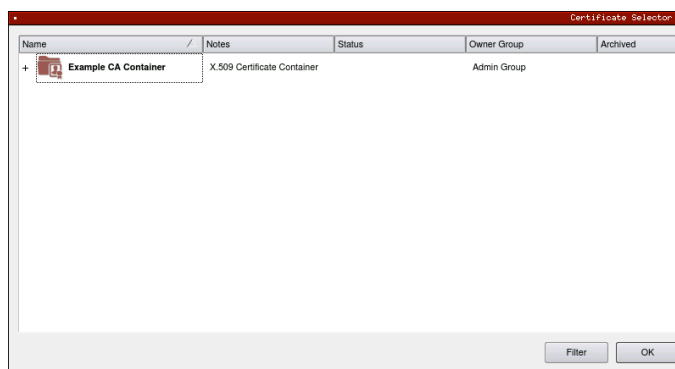 Certificate Selector
Name / Notes Status Owner Group Archived
+ Example CA Container X.509 Certificate Container Admin Group
Filter OK